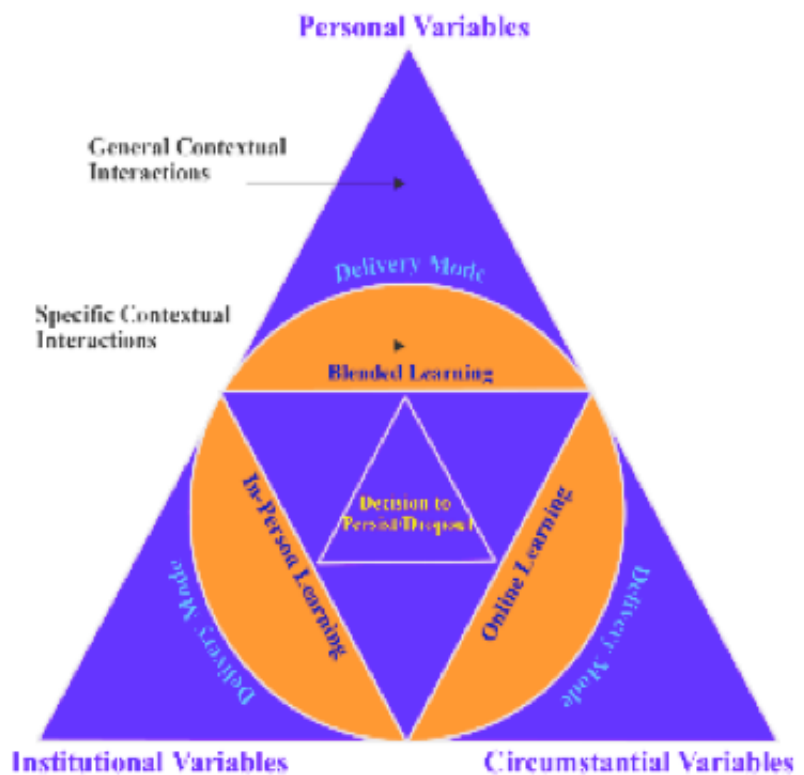 Personal Variables
General Contextual
Interactions
Delivery Mode
Specific Contextual
Interactions
Blended Learning
Decision to
Persist/Dropout
In-Person Learning
Online Learning
Delivery Mode
Delivery Mode
Institutional Variables
Circumstantial Variables